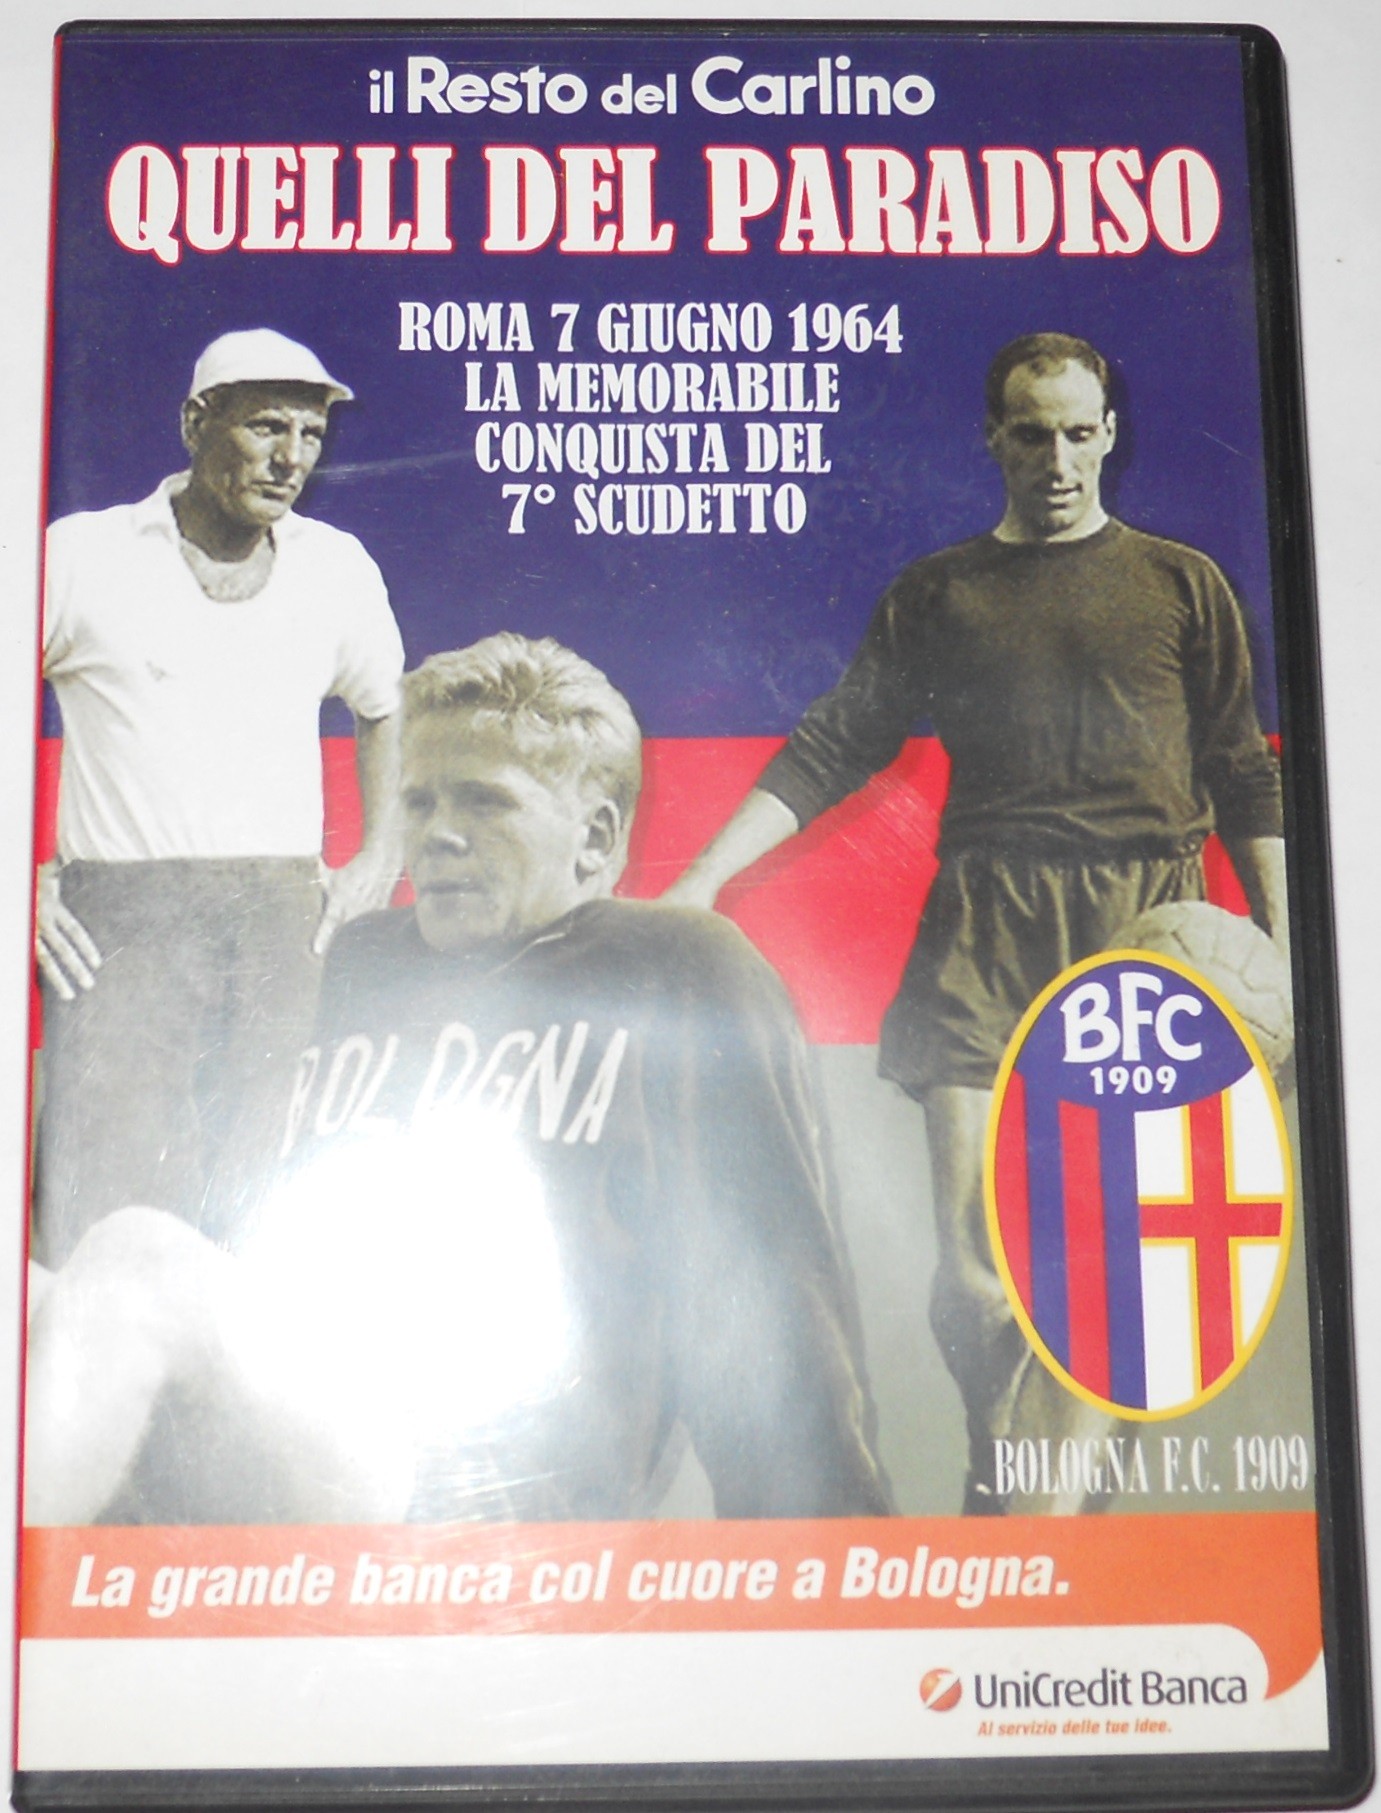 il Resto del Carlino
QUELLI DEL PARADISO
ROMA 7 GIUGNO 1964
LA MEMORABILE
CONQUISTA DEL
7° SCUDETTO
BOLOGNA
BFC
1909
BOLOGNA F.C. 1909
La grande banca col cuore a Bologna.
UniCredit Banca
Al servizio delle tue idee.